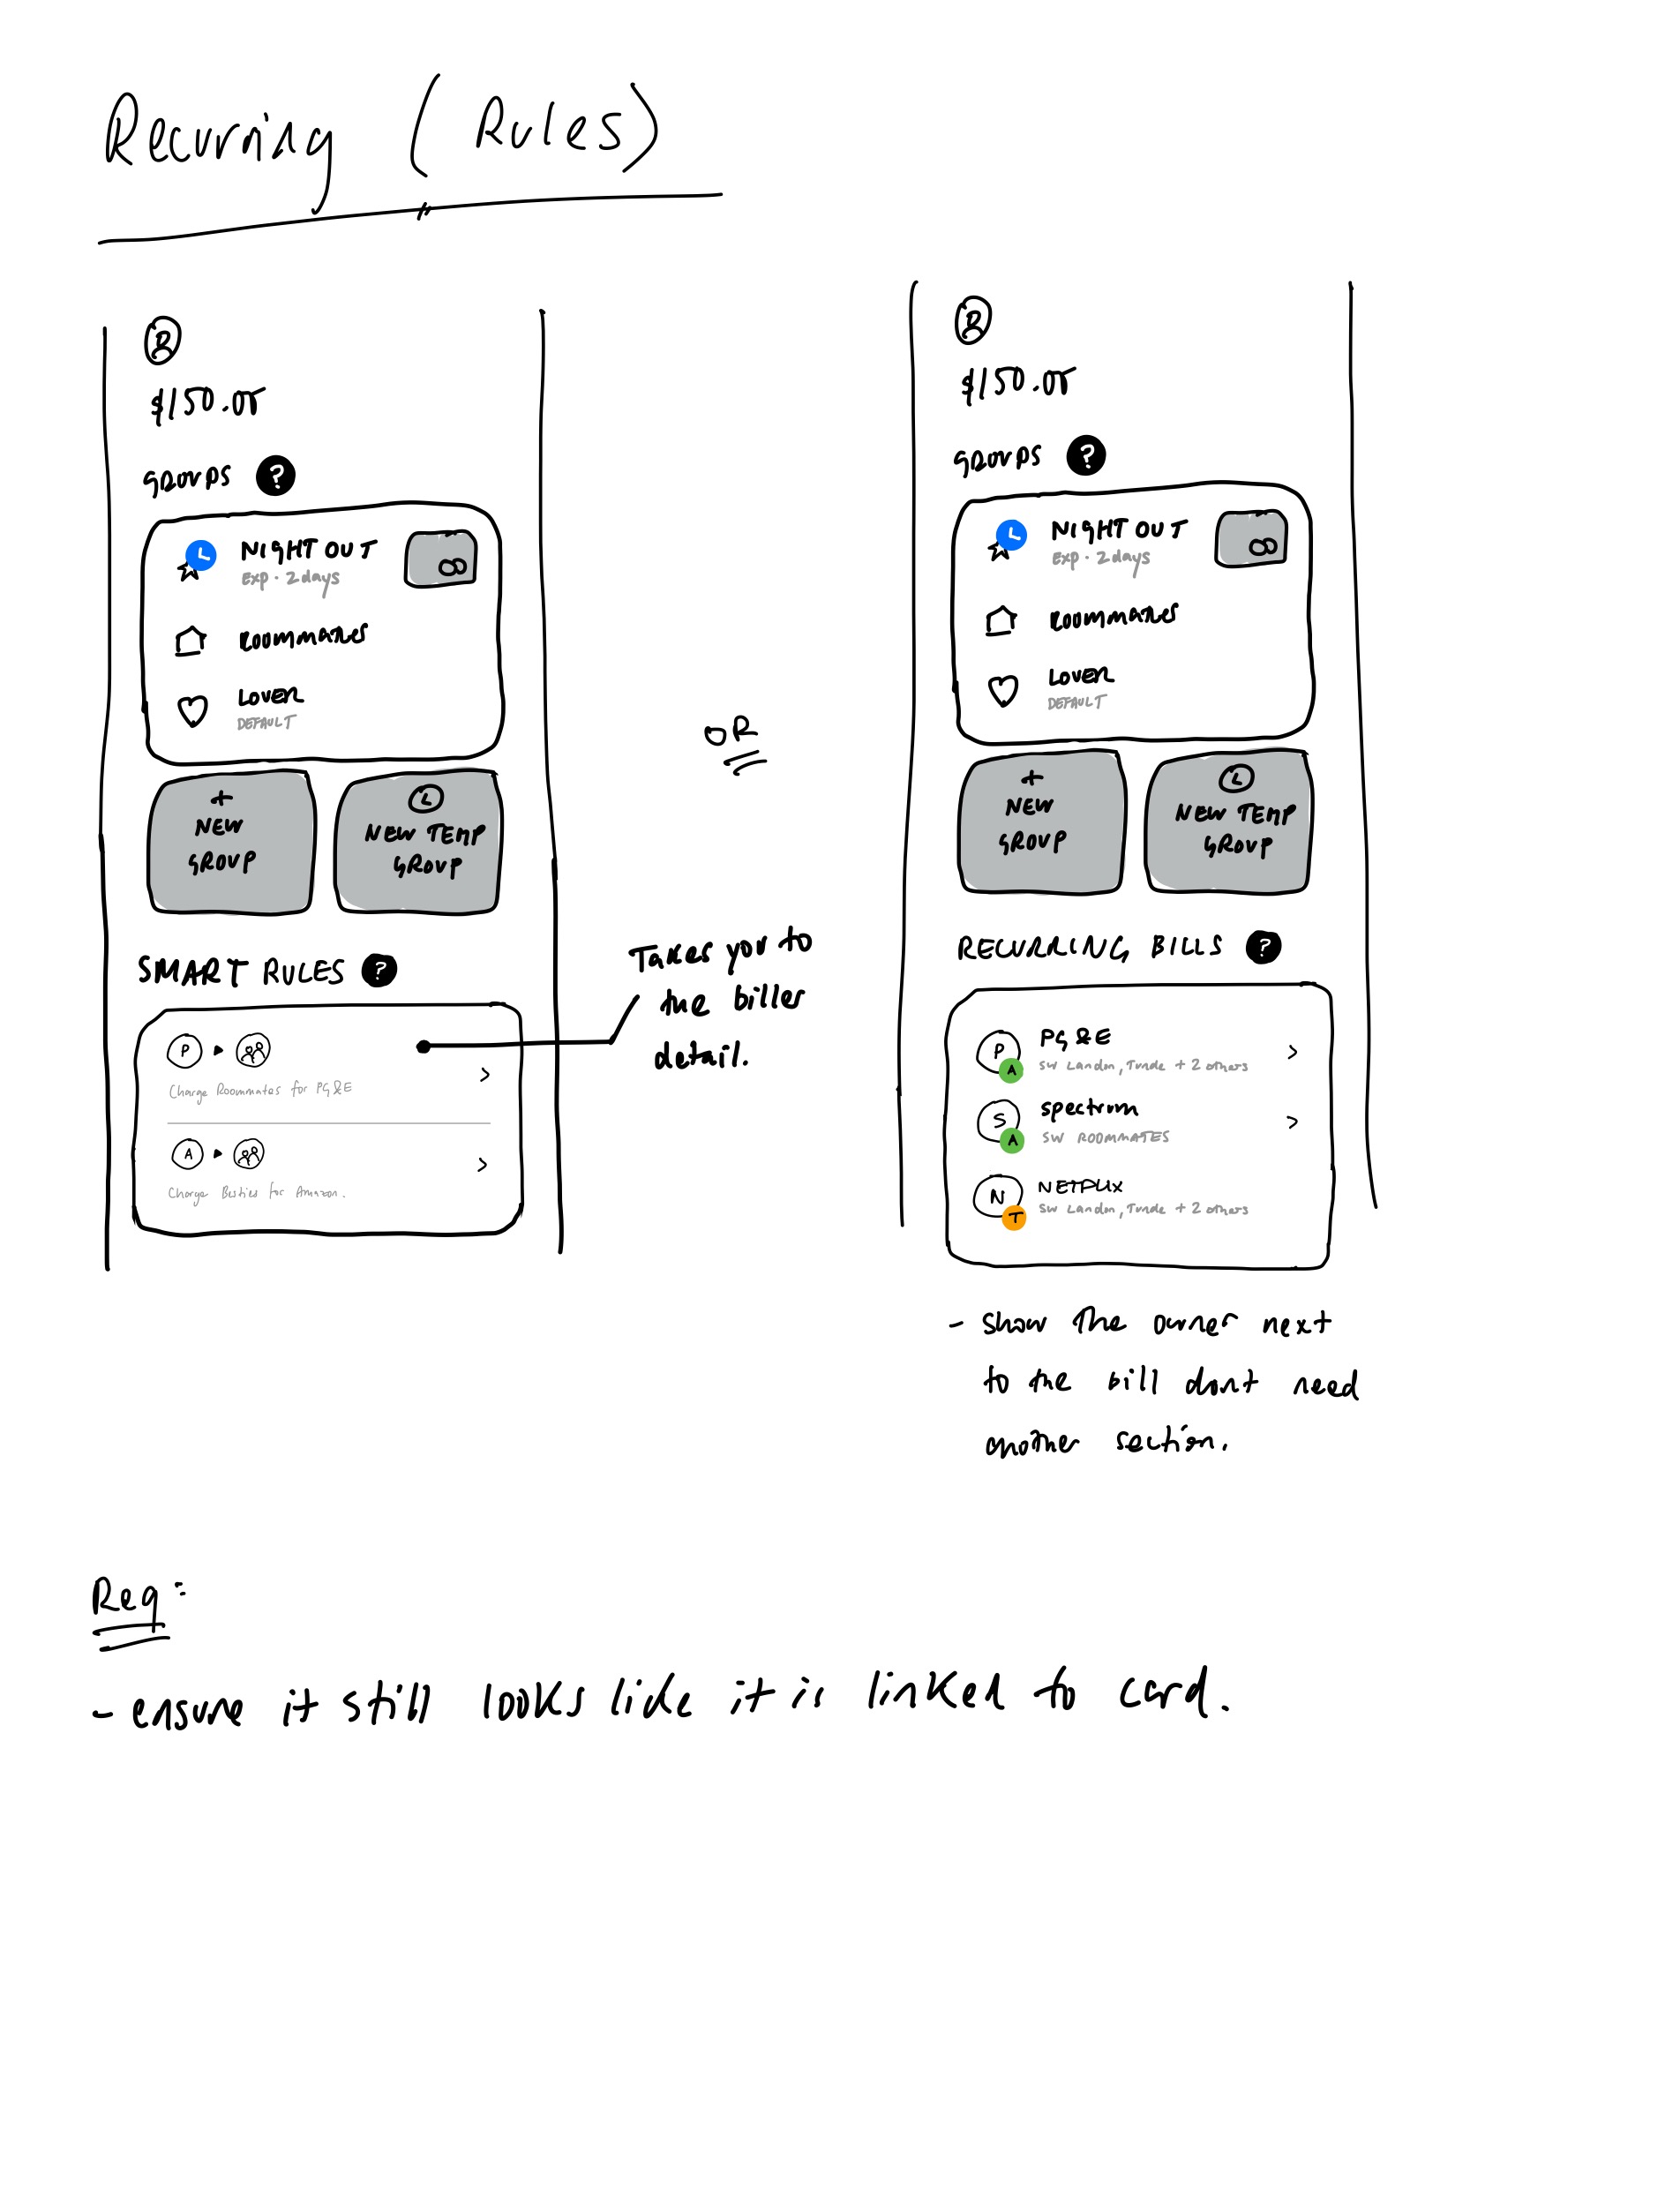 Recurring (Rules)
$150.00
GROUPS ?
NIGHT OUT
Exp · 2 days
ROOMMATES
LOVER
DEFAULT
+
NEW
GROUP
NEW TEMP
GROUP
SMART RULES ?
P
Charge Roommates for PG&E
A
Charge Besties for Amazon.
Takes you to
the biller
detail.
OR
$150.00
GROUPS ?
NIGHT OUT
Exp · 2 days
ROOMMATES
LOVER
DEFAULT
+
NEW
GROUP
NEW TEMP
GROUP
RECURRING BILLS ?
P A PG&E
SW Landon, Tunde + 2 others
S A spectrum
SW ROOMMATES
N T NETFLIX
SW Landon, Tunde + 2 others
- show the owner next
to the bill dont need
another section.
Req:
- ensure it still looks like it is linked to card.